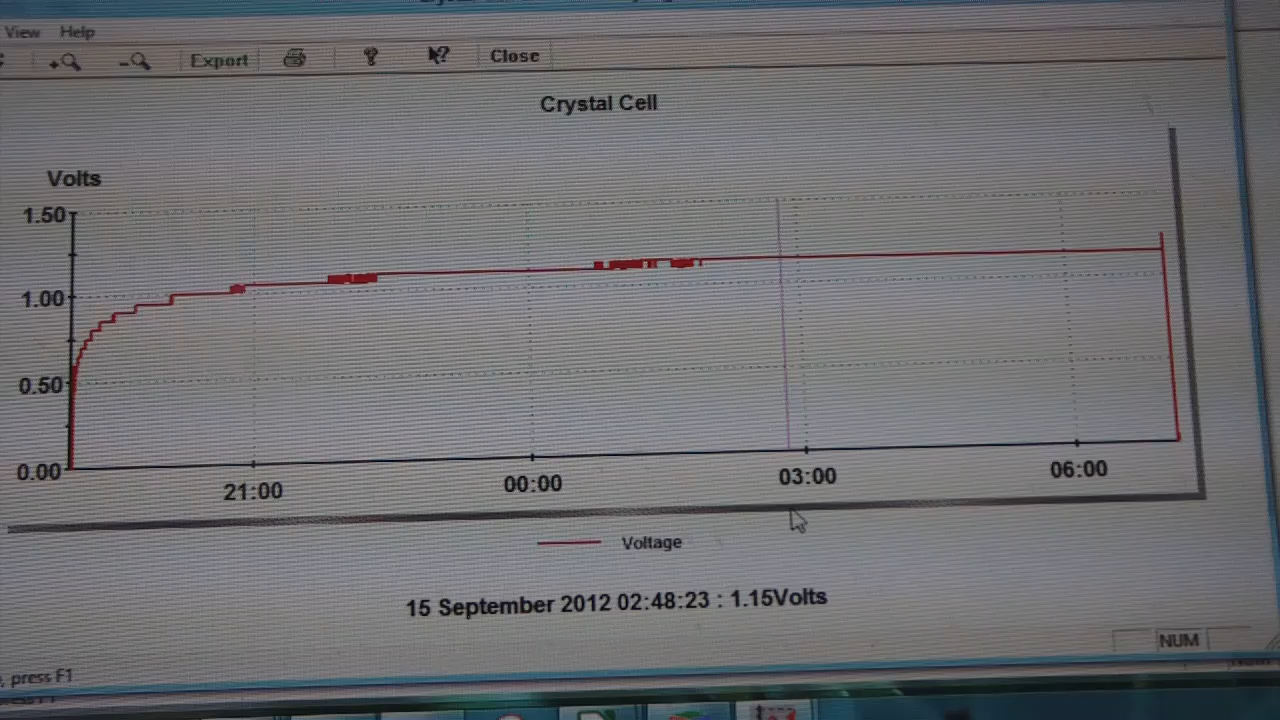 View Help
Export Close
Crystal Cell
Volts
1.50
1.00
0.50
0.00
21:00 00:00 03:00 06:00
Voltage
15 September 2012 02:48:23 : 1.15Volts
NUM
, press F1